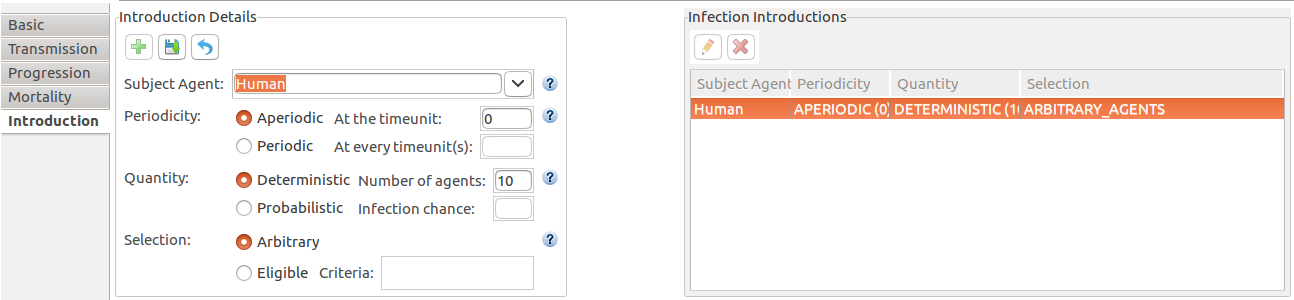 Basic
Transmission
Progression
Mortality
Introduction
Introduction Details
Subject Agent: Human
Periodicity: Aperiodic At the timeunit: 0
Periodic At every timeunit(s):
Quantity: Deterministic Number of agents: 10
Probabilistic Infection chance:
Selection: Arbitrary
Eligible Criteria:
Infection Introductions
Subject Agent Periodicity Quantity Selection
Human APERIODIC (0) DETERMINISTIC (10 ARBITRARY_AGENTS